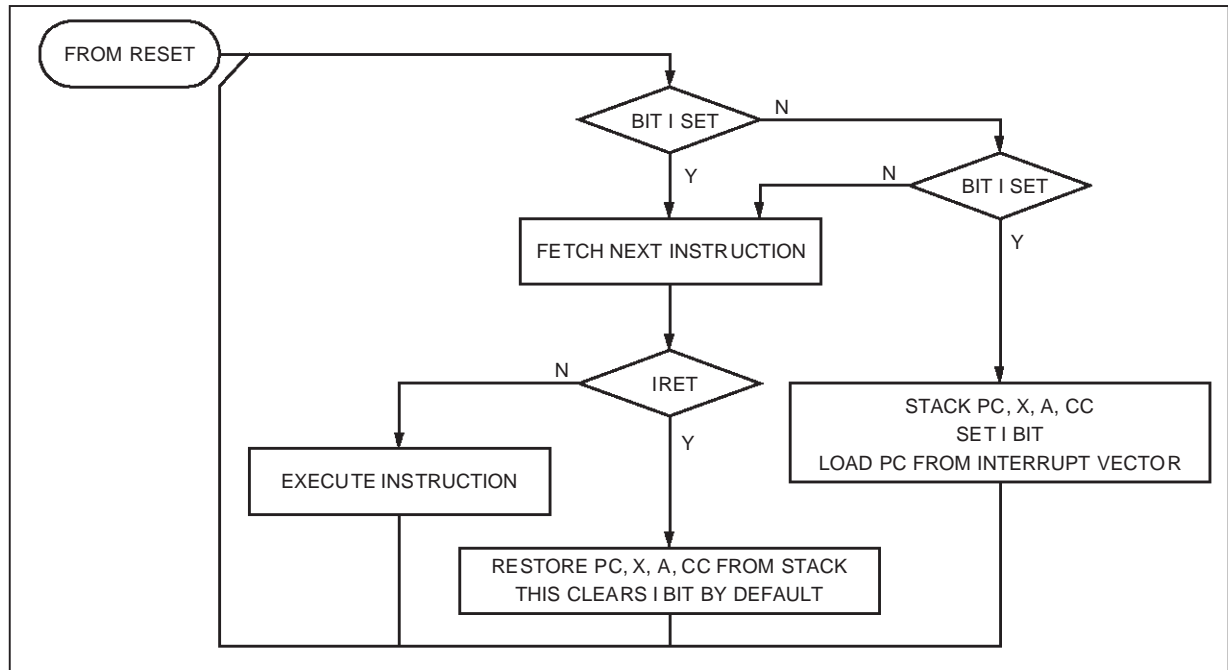 FROM RESET
BIT I SET
N
Y
N
BIT I SET
Y
FETCH NEXT INSTRUCTION
N
IRET
Y
STACK PC, X, A, CC
SET I BIT
LOAD PC FROM INTERRUPT VECTOR
EXECUTE INSTRUCTION
RESTORE PC, X, A, CC FROM STACK
THIS CLEARS I BIT BY DEFAULT